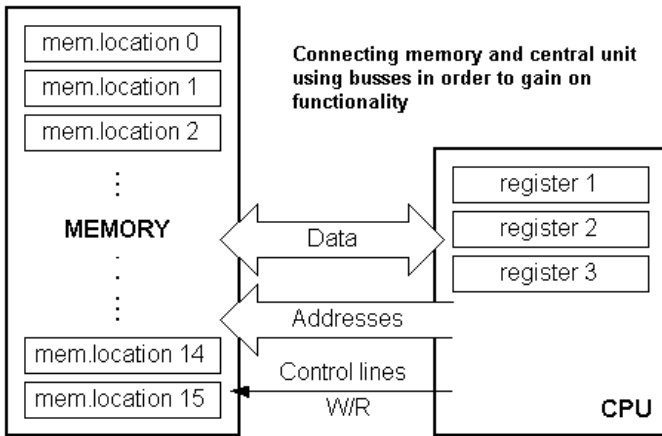 mem.location 0
mem.location 1
mem.location 2
MEMORY
mem.location 14
mem.location 15
Connecting memory and central unit
using busses in order to gain on
functionality
Data
Addresses
Control lines
W/R
register 1
register 2
register 3
CPU